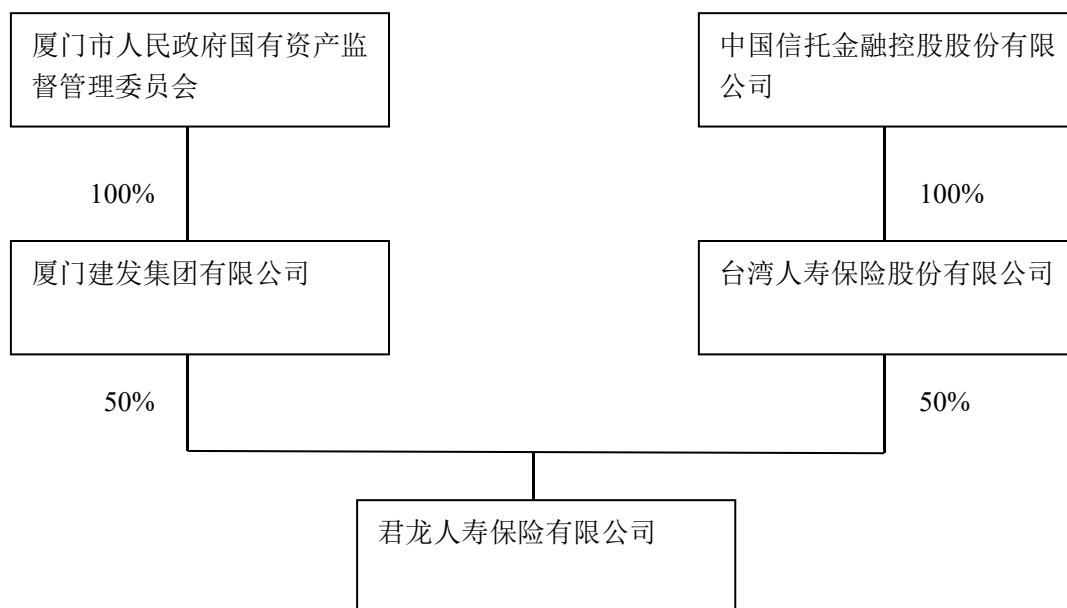 厦门市人民政府国有资产监
督管理委员会
中国信托金融控股股份有限
公司
100%
100%
厦门建发集团有限公司
台湾人寿保险股份有限公司
50%
50%
君龙人寿保险有限公司